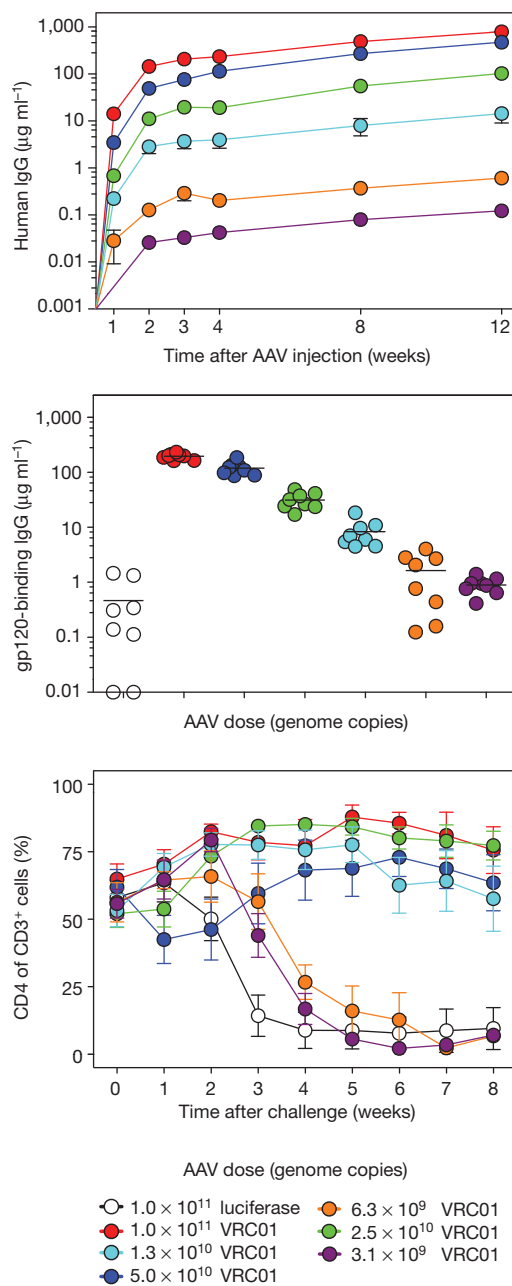 Human IgG (μg ml⁻¹)
1,000
100
10
1
0.1
0.01
0.001
1 2 3 4 8 12
Time after AAV injection (weeks)
gp120-binding IgG (μg ml⁻¹)
1,000
100
10
1
0.1
0.01
AAV dose (genome copies)
CD4 of CD3⁺ cells (%)
100
75
50
25
0
0 1 2 3 4 5 6 7 8
Time after challenge (weeks)
AAV dose (genome copies)
1.0 × 10¹¹ luciferase
1.0 × 10¹¹ VRC01
1.3 × 10¹⁰ VRC01
5.0 × 10¹⁰ VRC01
6.3 × 10⁹ VRC01
2.5 × 10¹⁰ VRC01
3.1 × 10⁹ VRC01